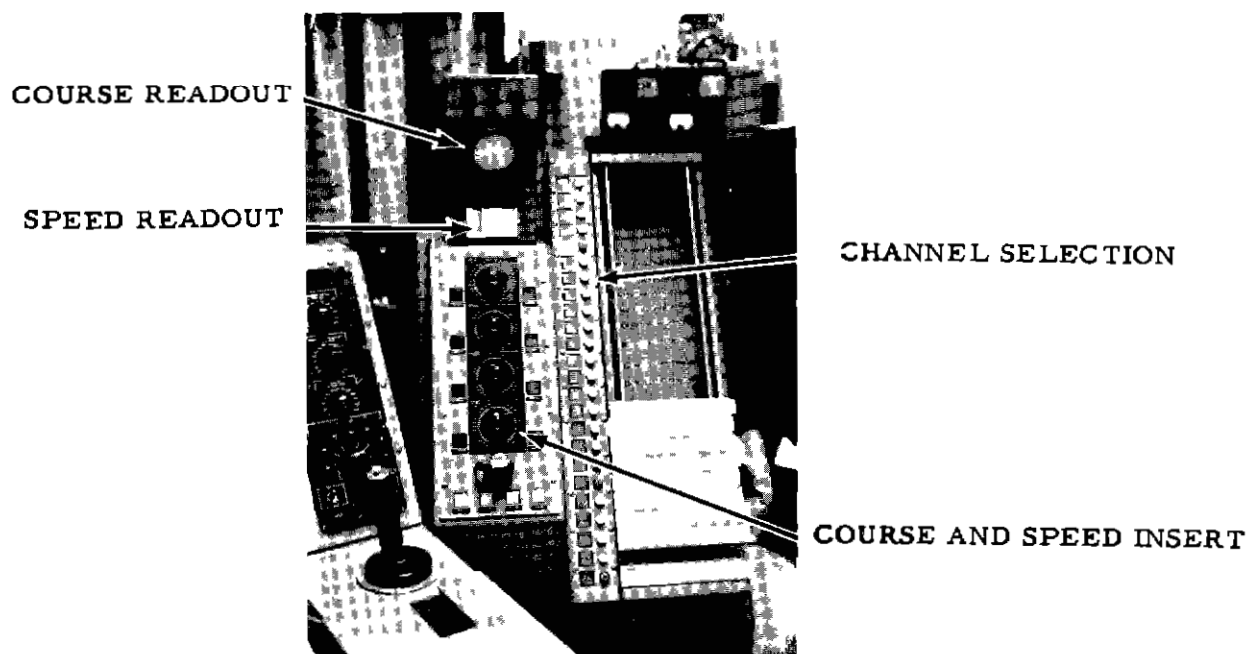 COURSE READOUT
SPEED READOUT
CHANNEL SELECTION
COURSE AND SPEED INSERT